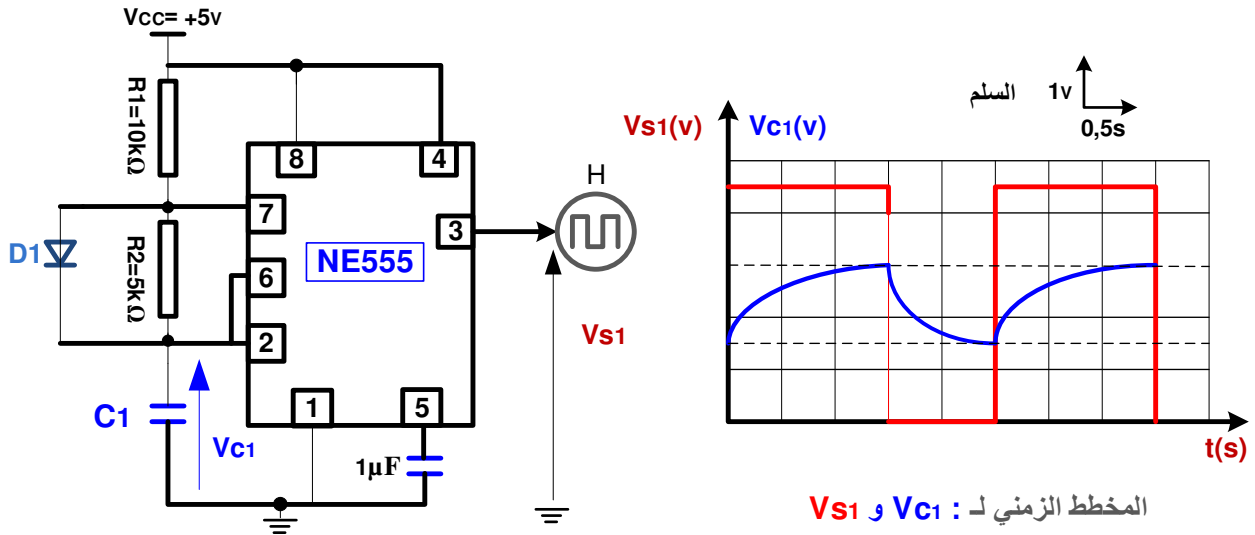 Vcc= +5v
R1=10kΩ
8
4
7
D1
R2=5kΩ
NE555
3
H
6
2
Vs1
C1
Vc1
1
5
1µF
السلم
1v
0,5s
Vs1(v)
Vc1(v)
t(s)
المخطط الزمني لـ : Vc1 و Vs1